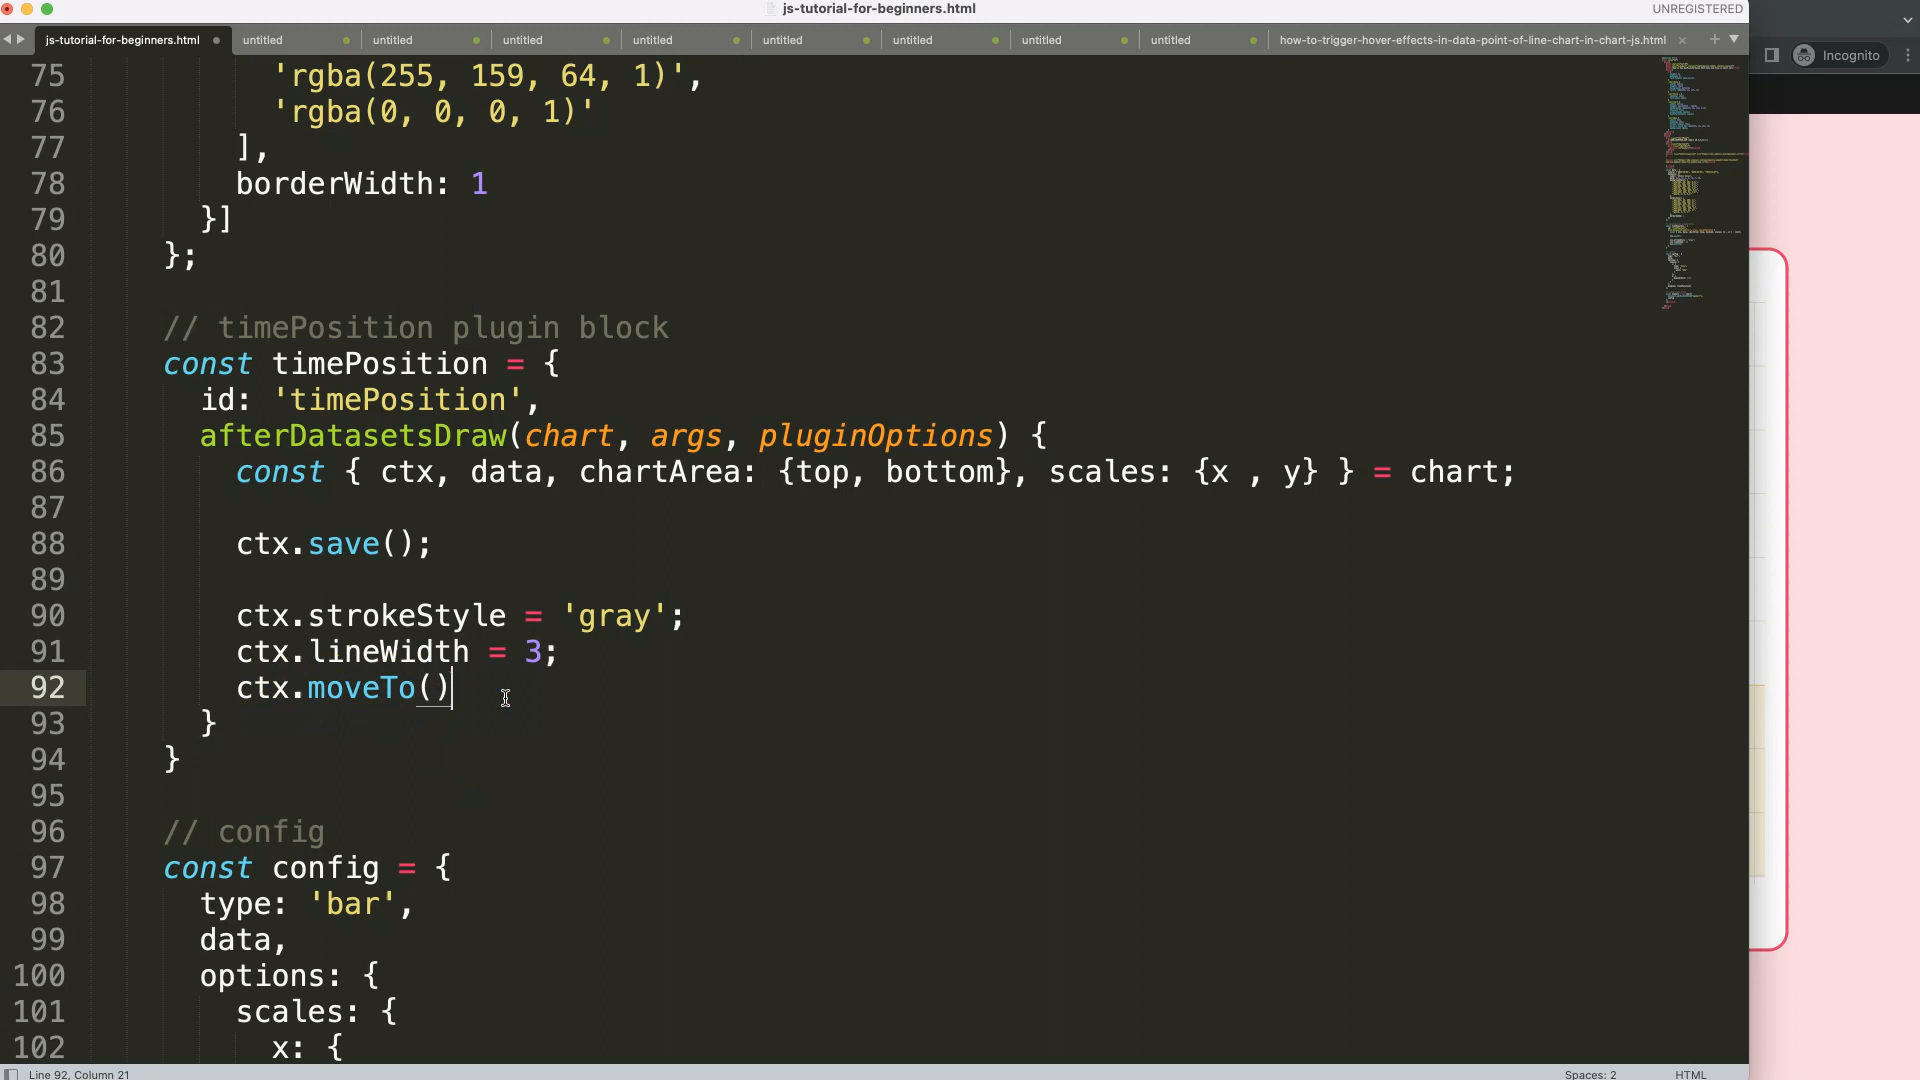 js-tutorial-for-beginners.html
UNREGISTERED
js-tutorial-for-beginners.html untitled untitled untitled untitled untitled untitled untitled untitled how-to-trigger-hover-effects-in-data-point-of-line-chart-in-chart-js.html
Incognito
75 'rgba(255, 159, 64, 1)',
76 'rgba(0, 0, 0, 1)'
77 ],
78 borderWidth: 1
79 }]
80 };
81
82 // timePosition plugin block
83 const timePosition = {
84 id: 'timePosition',
85 afterDatasetsDraw(chart, args, pluginOptions) {
86 const { ctx, data, chartArea: {top, bottom}, scales: {x , y} } = chart;
87
88 ctx.save();
89
90 ctx.strokeStyle = 'gray';
91 ctx.lineWidth = 3;
92 ctx.moveTo()
93 }
94 }
95
96 // config
97 const config = {
98 type: 'bar',
99 data,
100 options: {
101 scales: {
102 x: {
Line 92, Column 21
Spaces: 2
HTML